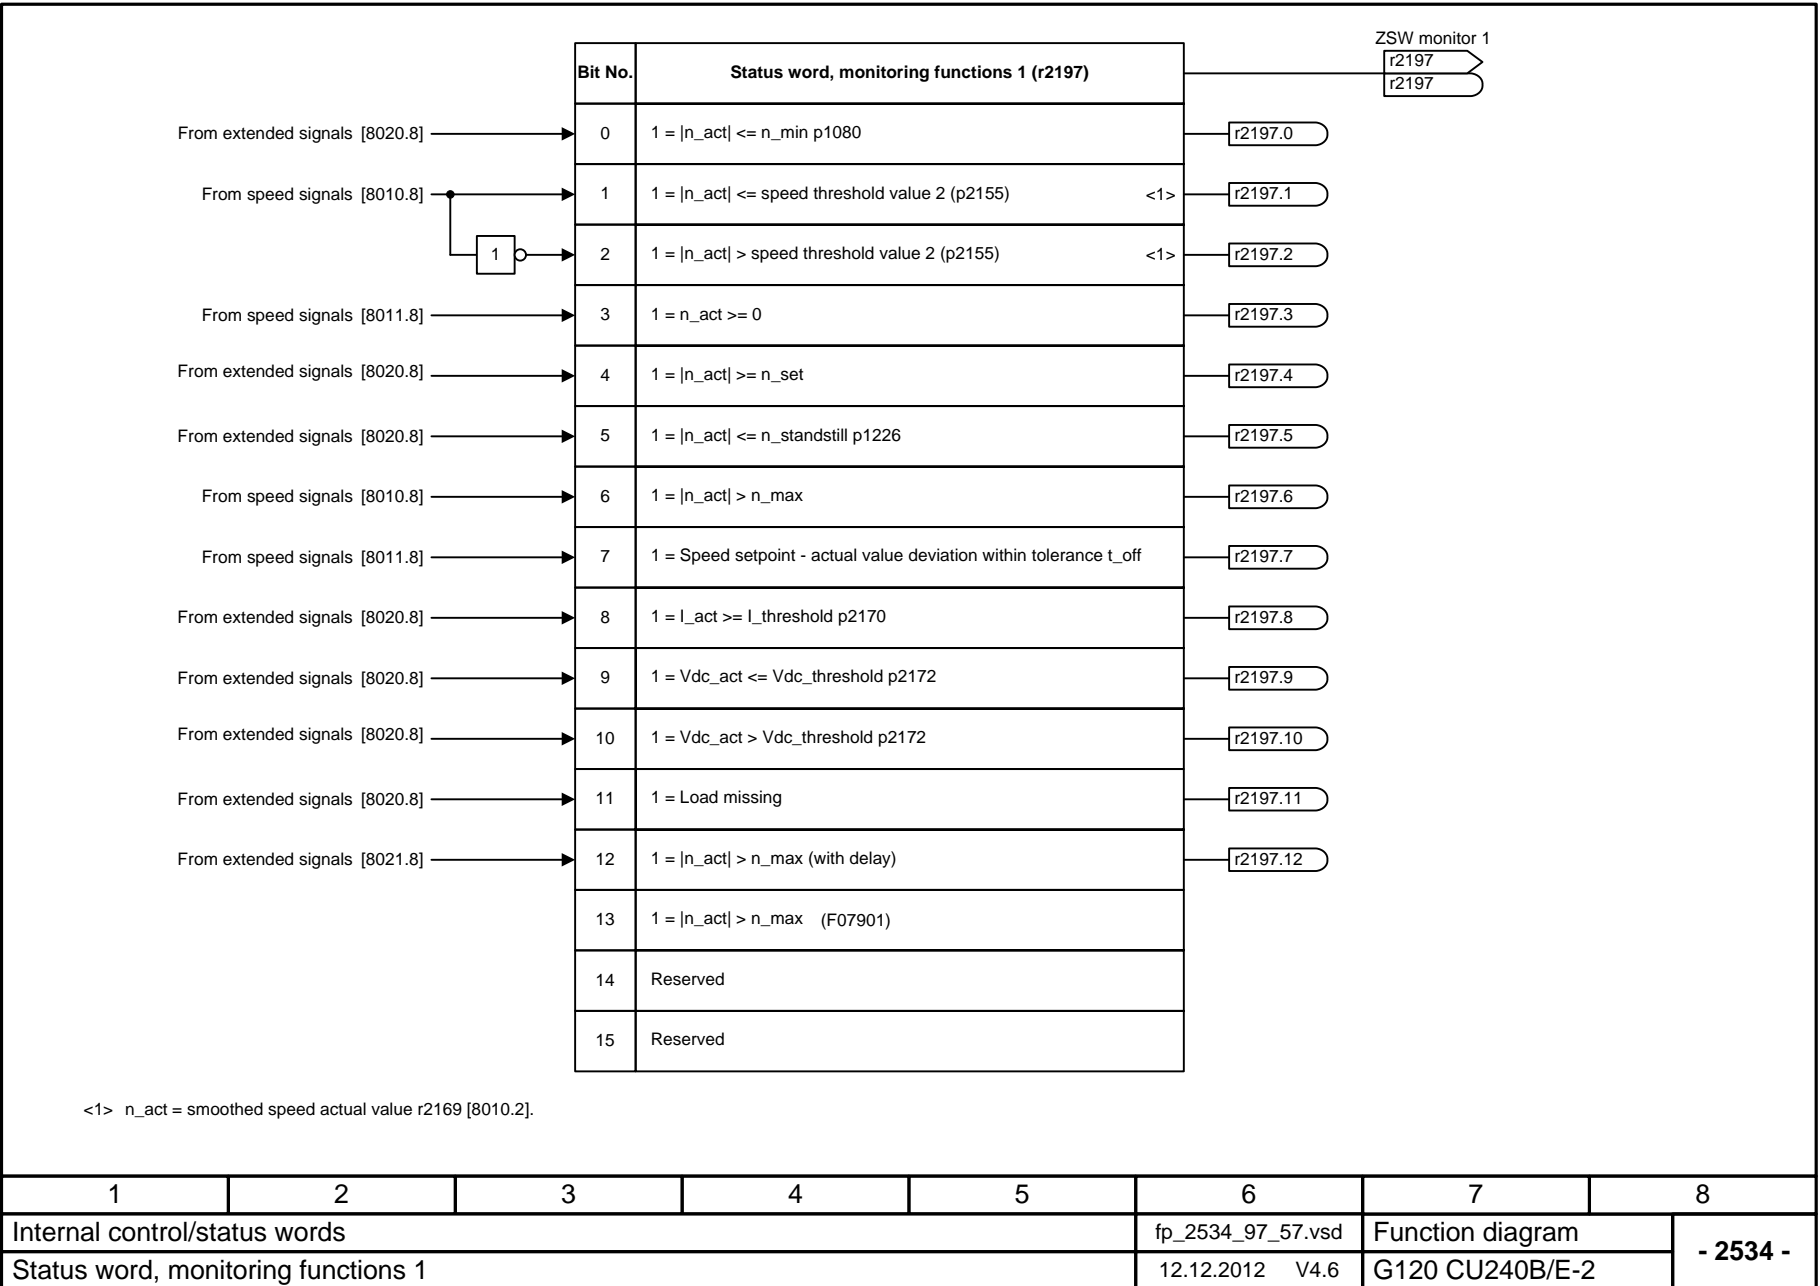 ZSW monitor 1
Bit No. Status word, monitoring functions 1 (r2197) r2197
r2197
From extended signals [8020.8] 0 1 = |n_act| <= n_min p1080 r2197.0
From speed signals [8010.8] 1 1 = |n_act| <= speed threshold value 2 (p2155) <1> r2197.1
1 2 1 = |n_act| > speed threshold value 2 (p2155) <1> r2197.2
From speed signals [8011.8] 3 1 = n_act >= 0 r2197.3
From extended signals [8020.8] 4 1 = |n_act| >= n_set r2197.4
From extended signals [8020.8] 5 1 = |n_act| <= n_standstill p1226 r2197.5
From speed signals [8010.8] 6 1 = |n_act| > n_max r2197.6
From speed signals [8011.8] 7 1 = Speed setpoint - actual value deviation within tolerance t_off r2197.7
From extended signals [8020.8] 8 1 = I_act >= I_threshold p2170 r2197.8
From extended signals [8020.8] 9 1 = Vdc_act <= Vdc_threshold p2172 r2197.9
From extended signals [8020.8] 10 1 = Vdc_act > Vdc_threshold p2172 r2197.10
From extended signals [8020.8] 11 1 = Load missing r2197.11
From extended signals [8021.8] 12 1 = |n_act| > n_max (with delay) r2197.12
13 1 = |n_act| > n_max (F07901)
14 Reserved
15 Reserved
<1> n_act = smoothed speed actual value r2169 [8010.2].
1 2 3 4 5 6 7 8
Internal control/status words fp_2534_97_57.vsd Function diagram - 2534 -
Status word, monitoring functions 1 12.12.2012 V4.6 G120 CU240B/E-2